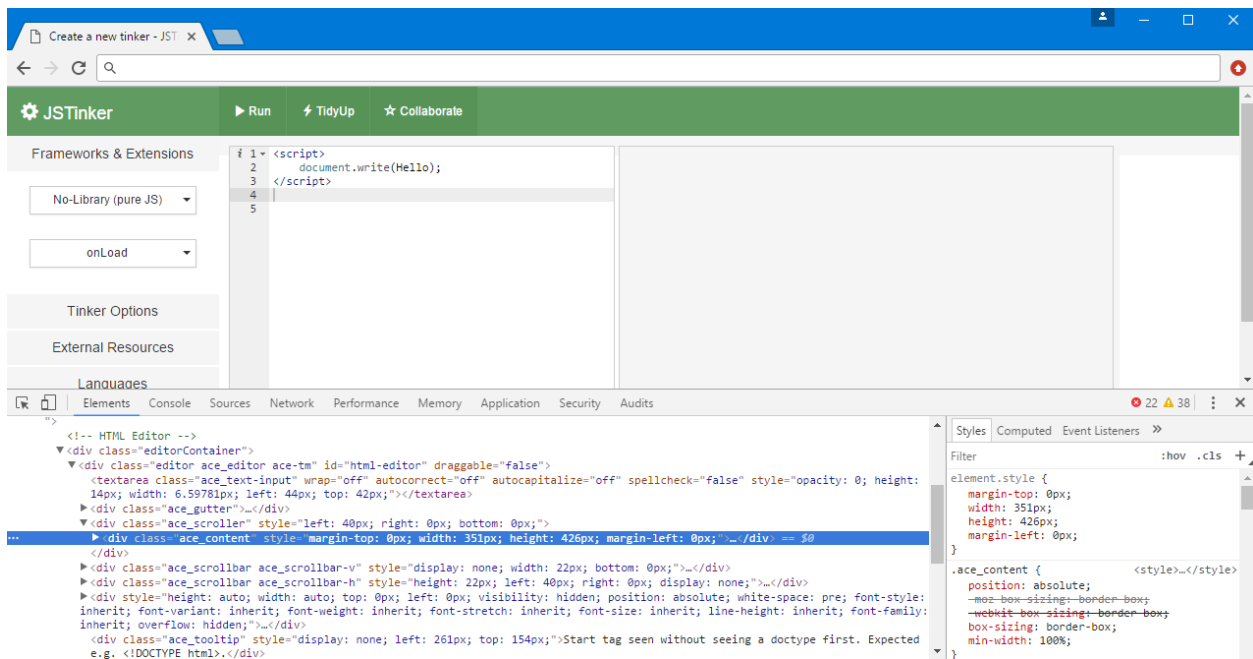 Create a new tinker - JST
JSTinker
Run
TidyUp
Collaborate
Frameworks & Extensions
No-Library (pure JS)
onLoad
Tinker Options
External Resources
Languages
i 1 <script>
2 document.write(Hello);
3 </script>
4
5
Elements Console Sources Network Performance Memory Application Security Audits
22 38
">
<!-- HTML Editor -->
▼<div class="editorContainer">
▼<div class="editor ace_editor ace-tm" id="html-editor" draggable="false">
<textarea class="ace_text-input" wrap="off" autocorrect="off" autocapitalize="off" spellcheck="false" style="opacity: 0; height:
14px; width: 6.59781px; left: 44px; top: 42px;"></textarea>
▶<div class="ace_gutter">…</div>
▼<div class="ace_scroller" style="left: 40px; right: 0px; bottom: 0px;">
… ▶<div class="ace_content" style="margin-top: 0px; width: 351px; height: 426px; margin-left: 0px;">…</div> == $0
</div>
▶<div class="ace_scrollbar ace_scrollbar-v" style="display: none; width: 22px; bottom: 0px;">…</div>
▶<div class="ace_scrollbar ace_scrollbar-h" style="height: 22px; left: 40px; right: 0px; display: none;">…</div>
▶<div style="height: auto; width: auto; top: 0px; left: 0px; visibility: hidden; position: absolute; white-space: pre; font-style:
inherit; font-variant: inherit; font-weight: inherit; font-stretch: inherit; font-size: inherit; line-height: inherit; font-family:
inherit; overflow: hidden;">…</div>
<div class="ace_tooltip" style="display: none; left: 261px; top: 154px;">Start tag seen without seeing a doctype first. Expected
e.g. <!DOCTYPE html>.</div>
Styles Computed Event Listeners »
Filter :hov .cls +
element.style {
margin-top: 0px;
width: 351px;
height: 426px;
margin-left: 0px;
}
.ace_content { <style>…</style>
position: absolute;
-moz-box-sizing: border-box;
-webkit-box-sizing: border-box;
box-sizing: border-box;
min-width: 100%;
}